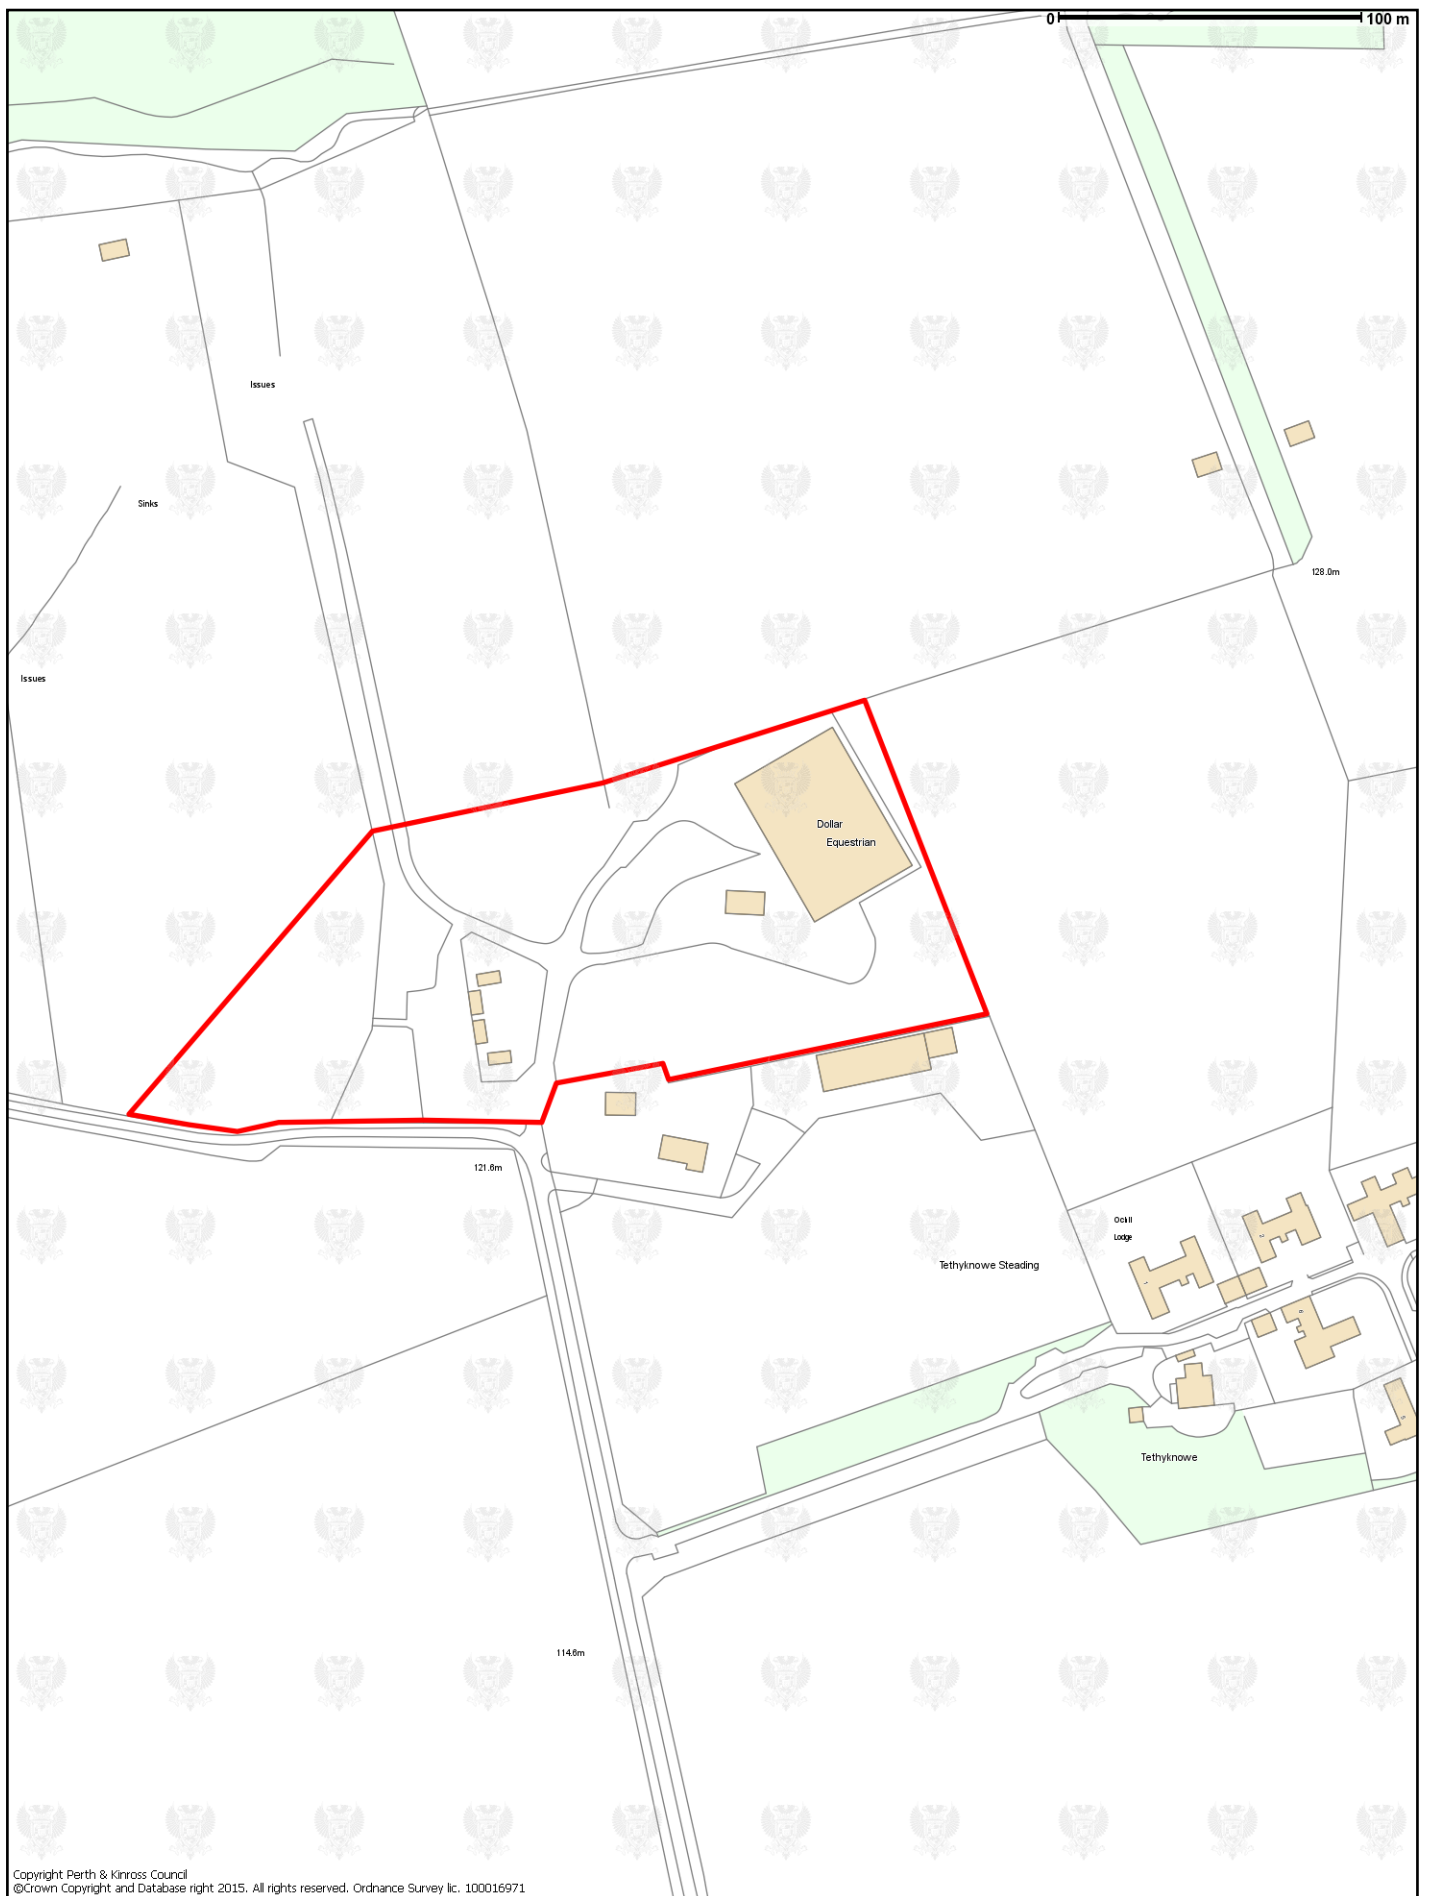 0 100 m
Issues
Sinks
128.0m
Issues
Dollar
Equestrian
121.6m
Ochil
Lodge
Tethyknowe Steading
Tethyknowe
114.6m
Copyright Perth & Kinross Council
©Crown Copyright and Database right 2015. All rights reserved. Ordnance Survey lic. 100016971